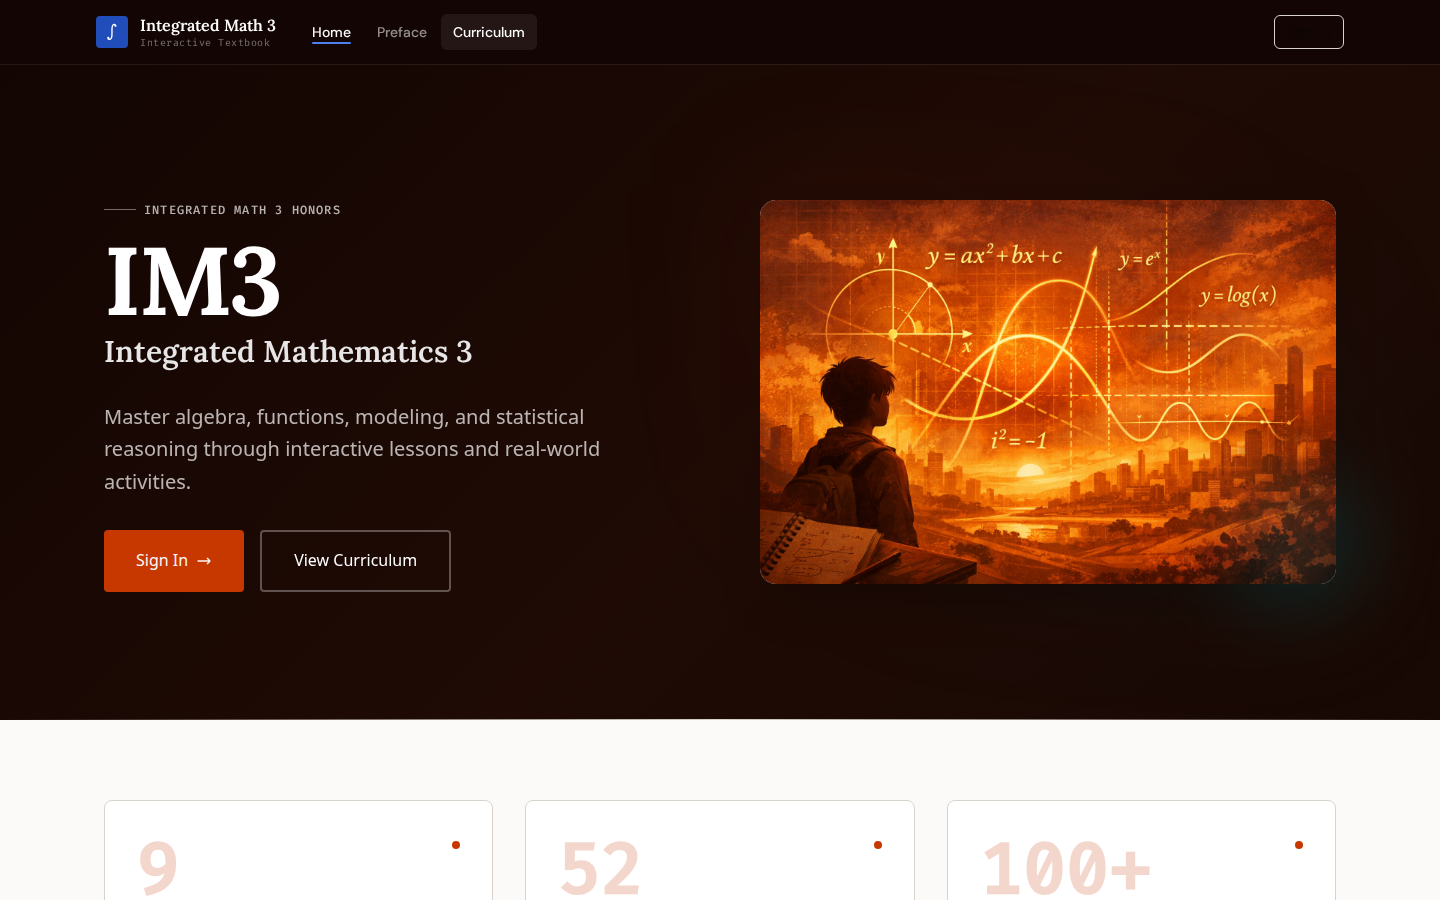 ∫
Integrated Math 3
Interactive Textbook
Home
Preface
Curriculum
INTEGRATED MATH 3 HONORS
IM3
Integrated Mathematics 3
Master algebra, functions, modeling, and statistical
reasoning through interactive lessons and real-world
activities.
Sign In →
View Curriculum
y
y = ax²+bx+c
y = eˣ
y = log(x)
x
i² = -1
9
52
100+